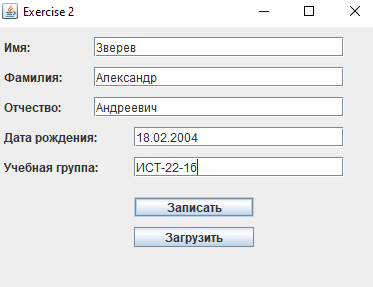 Exercise 2
Имя: Зверев
Фамилия: Александр
Отчество: Андреевич
Дата рождения: 18.02.2004
Учебная группа: ИСТ-22-1б
Записать
Загрузить